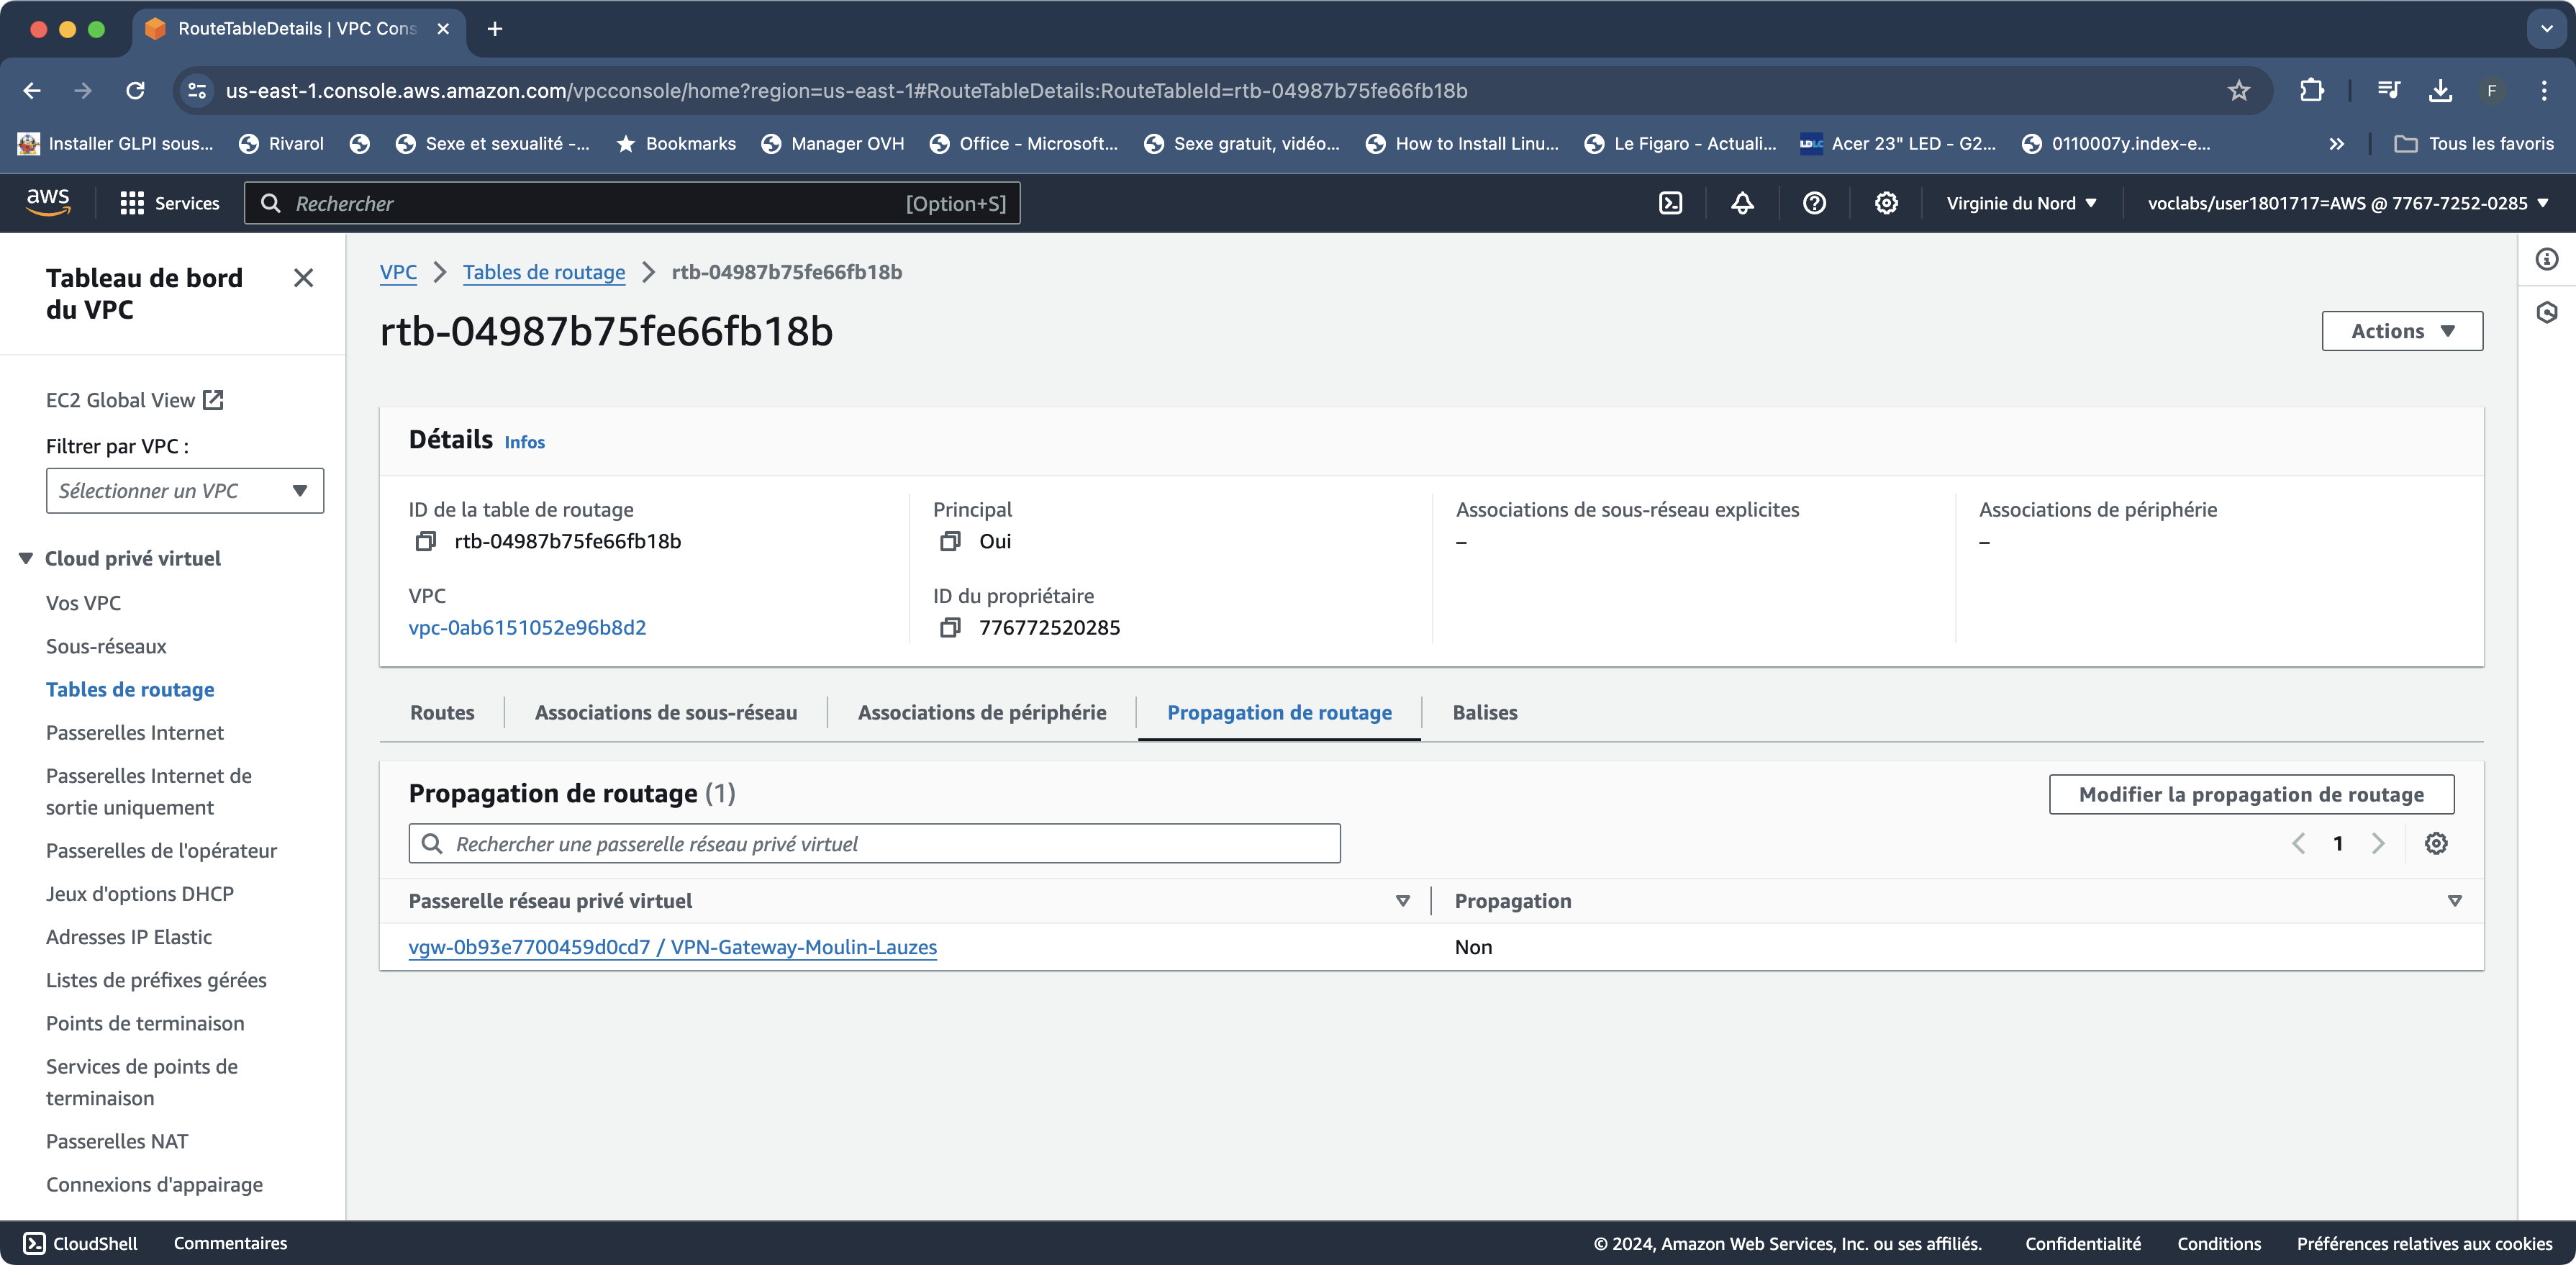 RouteTableDetails | VPC Cons
us-east-1.console.aws.amazon.com/vpcconsole/home?region=us-east-1#RouteTableDetails:RouteTableId=rtb-04987b75fe66fb18b
F
Installer GLPI sous...
Rivarol
Sexe et sexualité -...
Bookmarks
Manager OVH
Office - Microsoft...
Sexe gratuit, vidéo...
How to Install Linu...
Le Figaro - Actuali...
LDLC
Acer 23" LED - G2...
0110007y.index-e...
Tous les favoris
aws
Services
Rechercher
[Option+S]
Virginie du Nord
voclabs/user1801717=AWS @ 7767-7252-0285
Tableau de bord
du VPC
EC2 Global View
Filtrer par VPC :
Sélectionner un VPC
Cloud privé virtuel
Vos VPC
Sous-réseaux
Tables de routage
Passerelles Internet
Passerelles Internet de
sortie uniquement
Passerelles de l'opérateur
Jeux d'options DHCP
Adresses IP Elastic
Listes de préfixes gérées
Points de terminaison
Services de points de
terminaison
Passerelles NAT
Connexions d'appairage
VPC
Tables de routage
rtb-04987b75fe66fb18b
rtb-04987b75fe66fb18b
Actions
Détails Infos
ID de la table de routage
rtb-04987b75fe66fb18b
Principal
Oui
Associations de sous-réseau explicites
–
Associations de périphérie
–
VPC
vpc-0ab6151052e96b8d2
ID du propriétaire
776772520285
Routes
Associations de sous-réseau
Associations de périphérie
Propagation de routage
Balises
Propagation de routage (1)
Modifier la propagation de routage
Rechercher une passerelle réseau privé virtuel
1
Passerelle réseau privé virtuel
Propagation
vgw-0b93e7700459d0cd7 / VPN-Gateway-Moulin-Lauzes
Non
CloudShell
Commentaires
© 2024, Amazon Web Services, Inc. ou ses affiliés.
Confidentialité
Conditions
Préférences relatives aux cookies